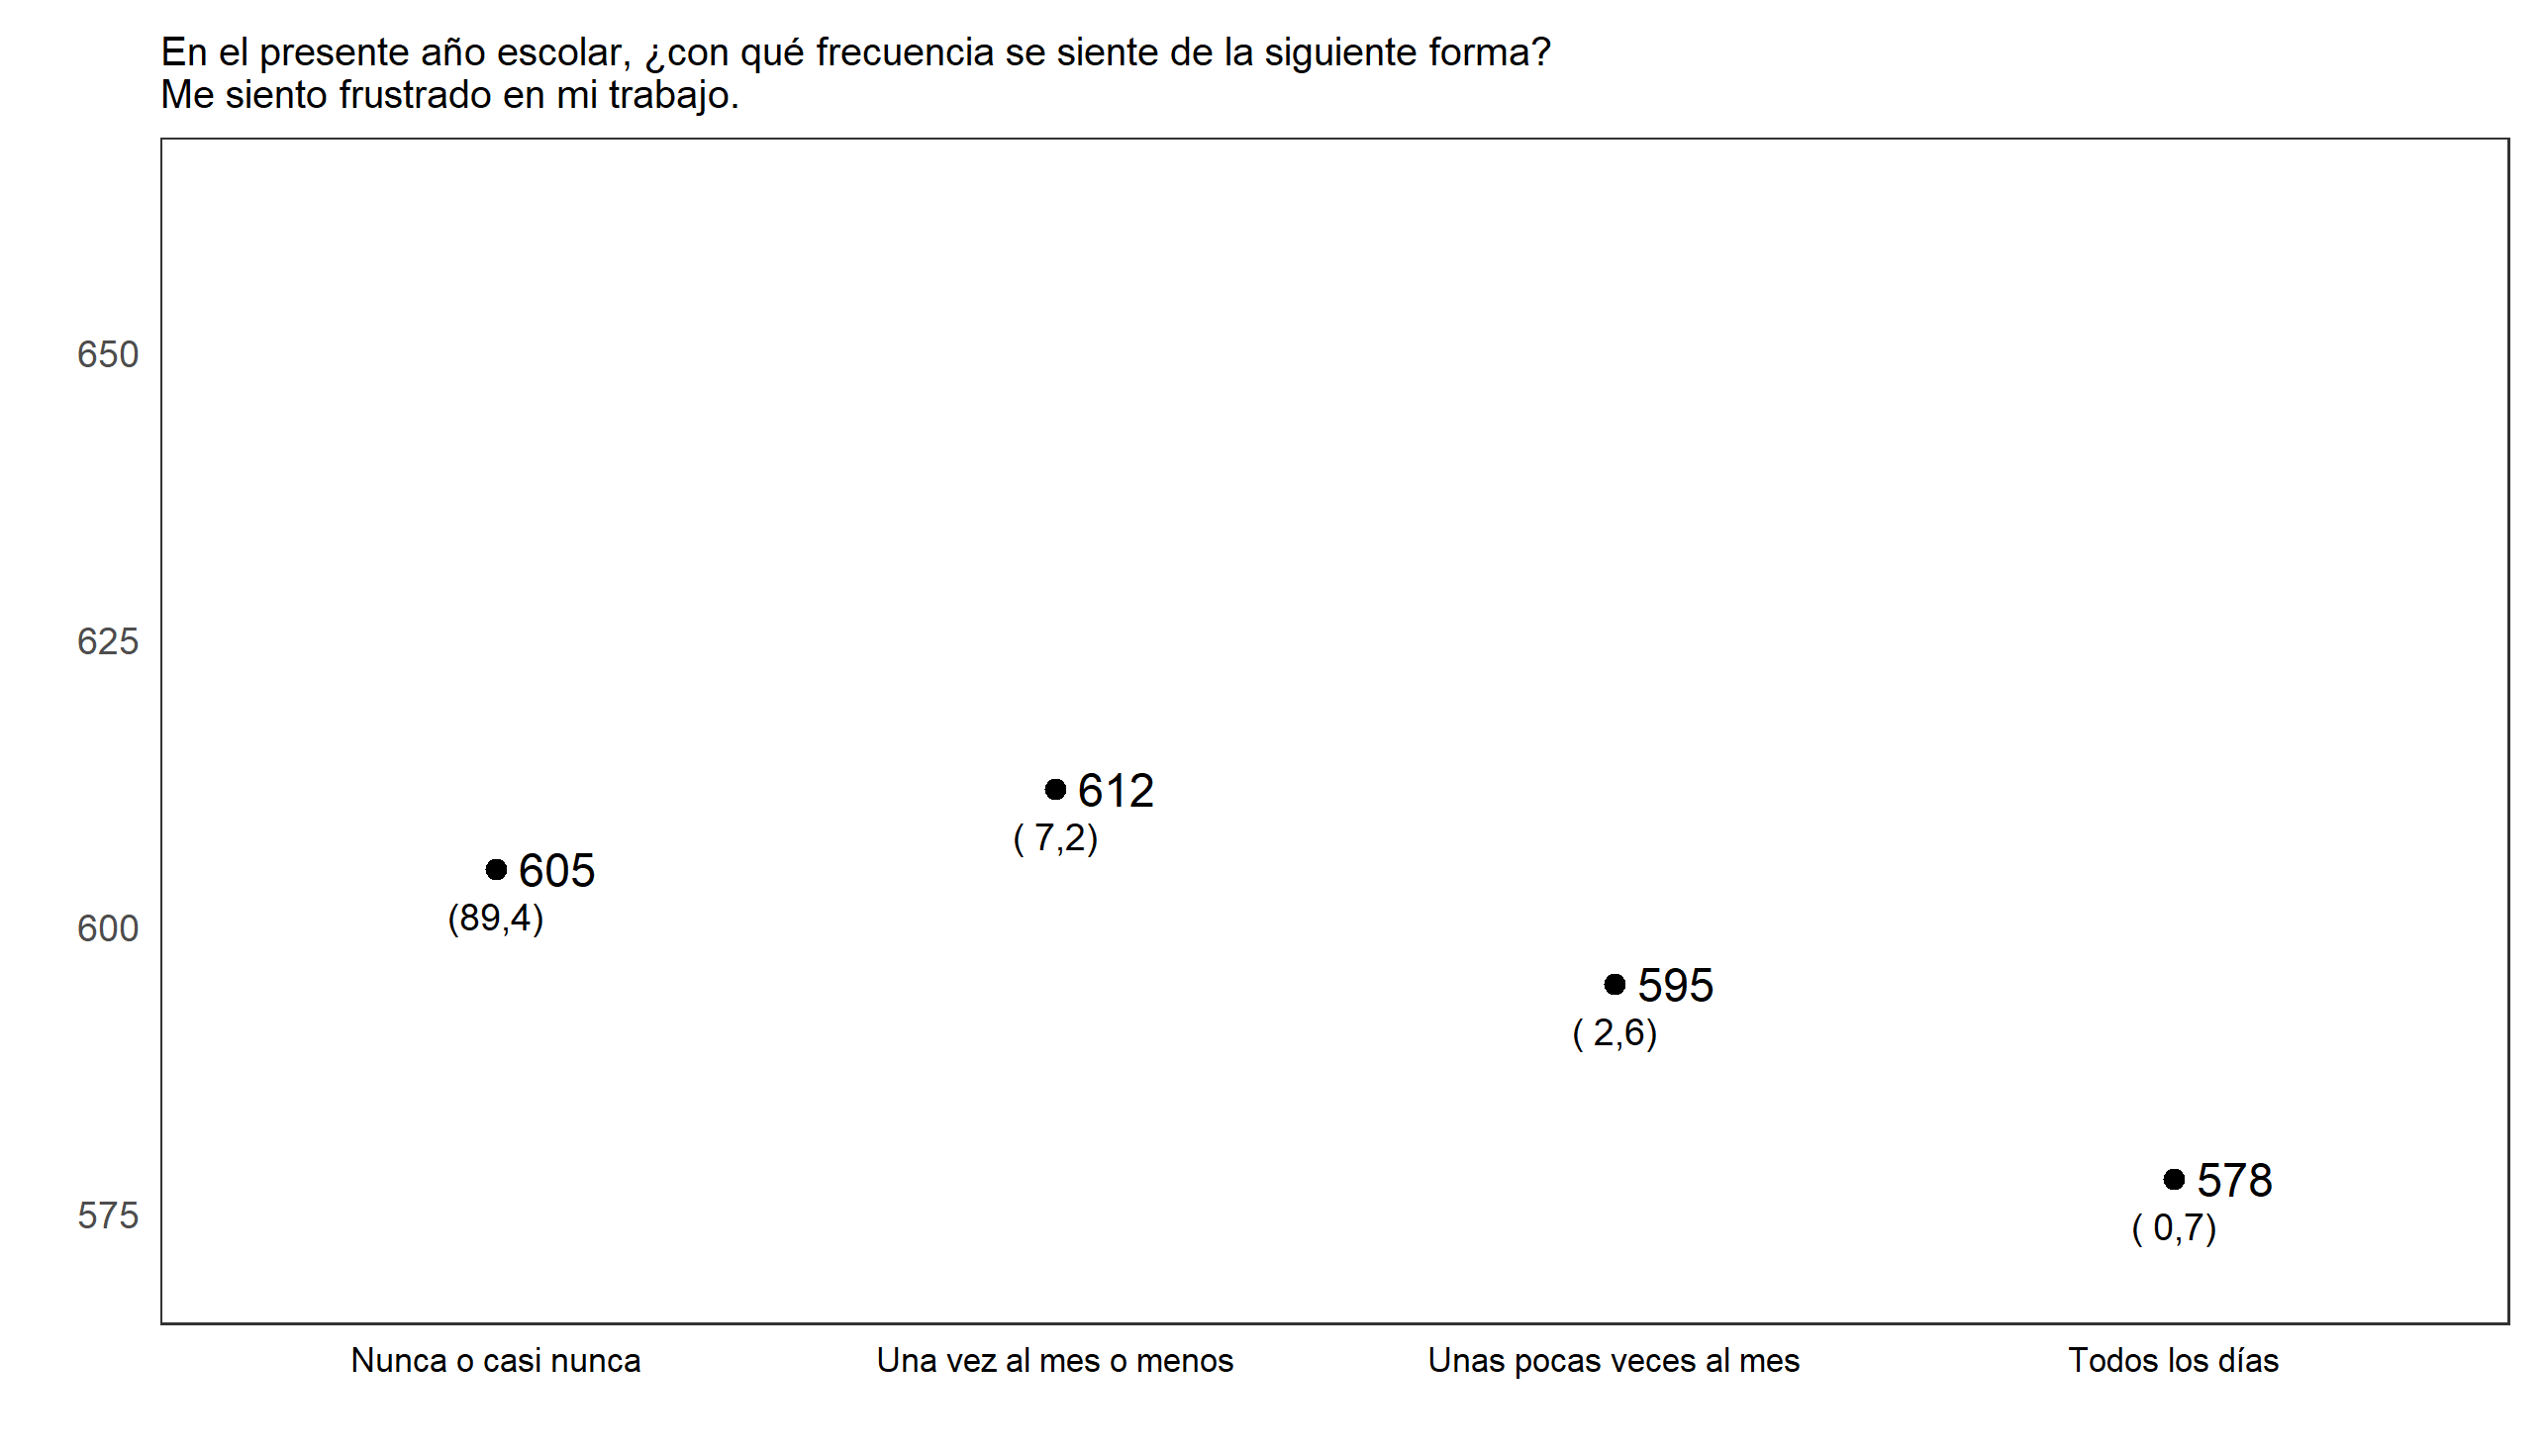 En el presente año escolar, ¿con qué frecuencia se siente de la siguiente forma?
Me siento frustrado en mi trabajo.
650
625
612
( 7,2)
605
(89,4)
600
595
( 2,6)
578
( 0,7)
575
Nunca o casi nunca
Una vez al mes o menos
Unas pocas veces al mes
Todos los días